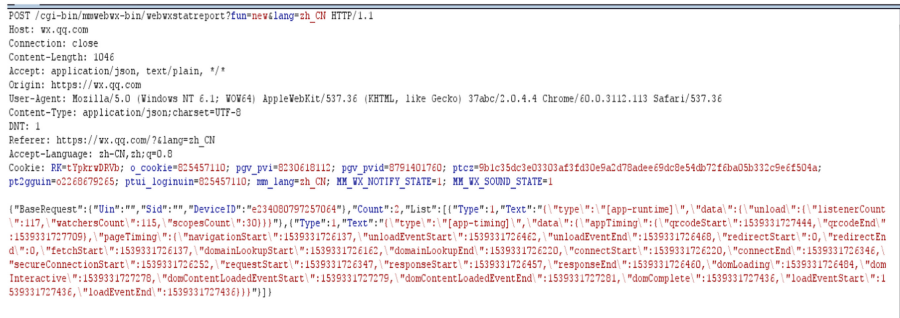 POST /cgi-bin/mmwebwx-bin/webwxstatreport?fun=new&lang=zh_CN HTTP/1.1
Host: wx.qq.com
Connection: close
Content-Length: 1046
Accept: application/json, text/plain, */*
Origin: https://wx.qq.com
User-Agent: Mozilla/5.0 (Windows NT 6.1; WOW64) AppleWebKit/537.36 (KHTML, like Gecko) 37abc/2.0.4.4 Chrome/60.0.3112.113 Safari/537.36
Content-Type: application/json;charset=UTF-8
DNT: 1
Referer: https://wx.qq.com/?&lang=zh_CN
Accept-Language: zh-CN,zh;q=0.8
Cookie: RK=tYpkrwDRVb; o_cookie=825457110; pgv_pvi=8230618112; pgv_pvid=8791401760; ptcz=9b1c35dc3e03303af3fd30e9a2d78adee69dc8e54db72f6ba05b332c9e6f504a;
pt2gguin=o2268679265; ptui_loginuin=825457110; mm_lang=zh_CN; MM_WX_NOTIFY_STATE=1; MM_WX_SOUND_STATE=1
{"BaseRequest":{"Uin":"","Sid":"","DeviceID":"e234080797257064"},"Count":2,"List":[{"Type":1,"Text":"{\"type\":\"[app-runtime]\",\"data\":{\"unload\":{\"listenerCount
\":117,\"watchersCount\":115,\"scopesCount\":30}}}"},{"Type":1,"Text":"{\"type\":\"[app-timing]\",\"data\":{\"appTiming\":{\"qrcodeStart\":1539331727444,\"qrcodeEnd\"
:1539331727709},\"pageTiming\":{\"navigationStart\":1539331726137,\"unloadEventStart\":1539331726462,\"unloadEventEnd\":1539331726468,\"redirectStart\":0,\"redirectEn
d\":0,\"fetchStart\":1539331726137,\"domainLookupStart\":1539331726162,\"domainLookupEnd\":1539331726220,\"connectStart\":1539331726220,\"connectEnd\":1539331726346,\
"secureConnectionStart\":1539331726252,\"requestStart\":1539331726347,\"responseStart\":1539331726457,\"responseEnd\":1539331726460,\"domLoading\":1539331726484,\"dom
Interactive\":1539331727278,\"domContentLoadedEventStart\":1539331727279,\"domContentLoadedEventEnd\":1539331727281,\"domComplete\":1539331727436,\"loadEventStart\":1
539331727436,\"loadEventEnd\":1539331727436}}}"}]}